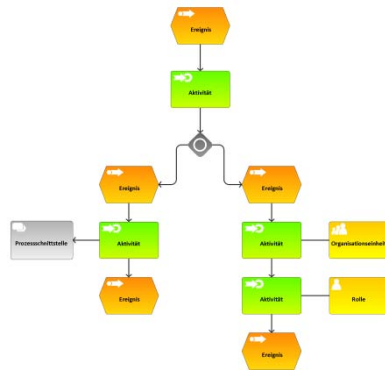 Ereignis
Aktivität
Ereignis
Ereignis
Prozessschnittstelle
Aktivität
Aktivität
Organisationseinheit
Ereignis
Aktivität
Rolle
Ereignis